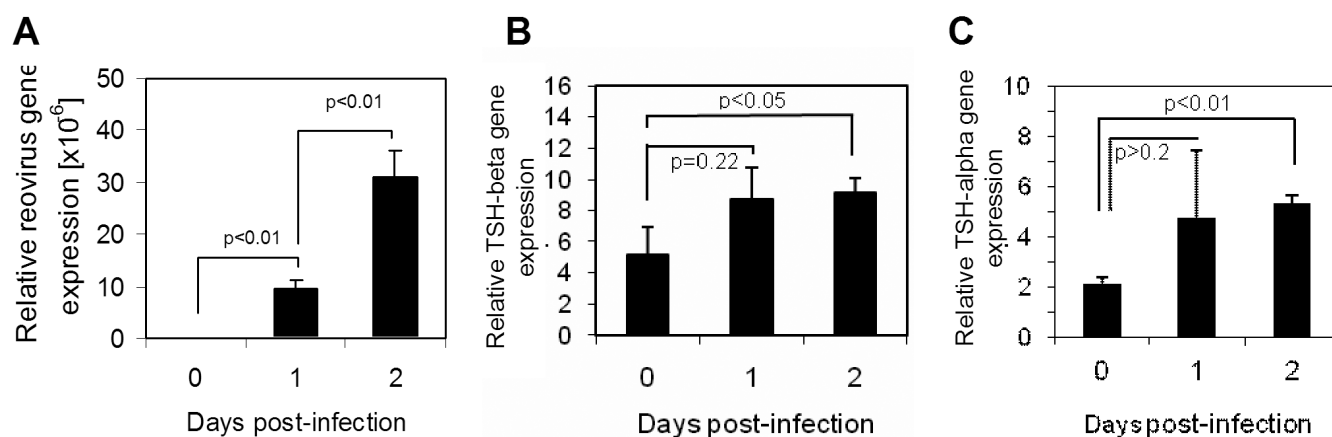 A
Relative reovirus gene
expression [x10-6]
50
40
30
20
10
0
p<0.01
p<0.01
0 1 2
Days post-infection
B
Relative TSH-beta gene
expression
16
14
12
10
8
6
4
2
0
p<0.05
p=0.22
0 1 2
Days post-infection
C
Relative TSH-alpha gene
expression
10
8
6
4
2
0
p<0.01
p>0.2
0 1 2
Days post-infection